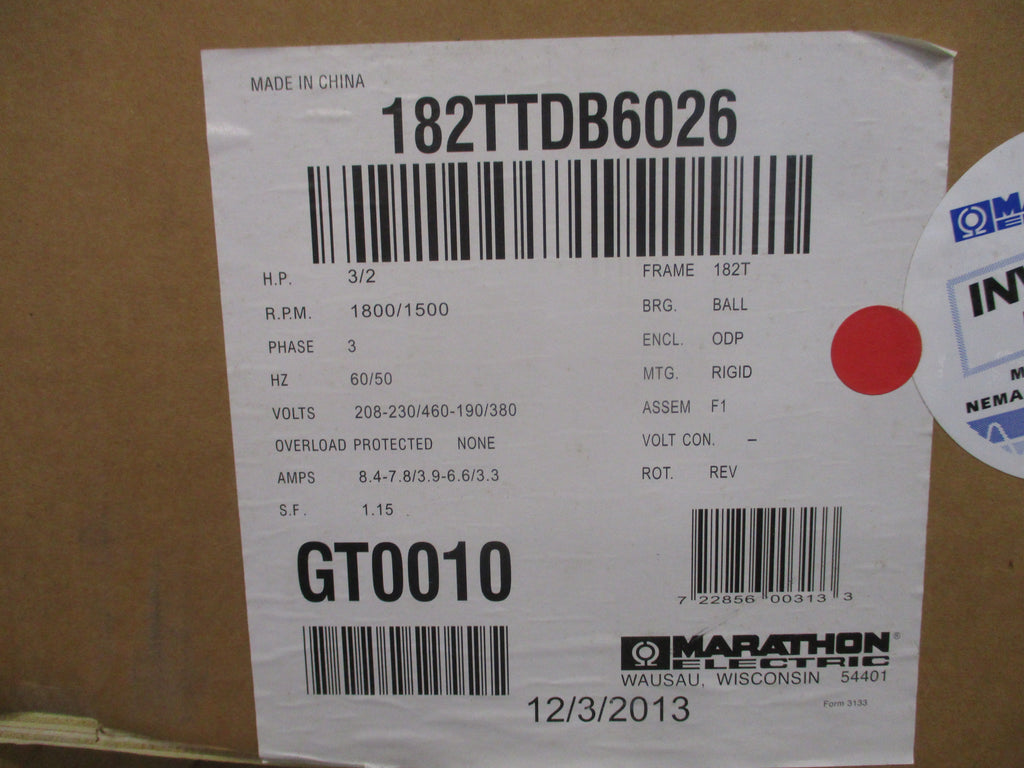 MADE IN CHINA
182TTDB6026
H.P. 3/2
R.P.M. 1800/1500
PHASE 3
HZ 60/50
VOLTS 208-230/460-190/380
OVERLOAD PROTECTED NONE
AMPS 8.4-7.8/3.9-6.6/3.3
S.F. 1.15
FRAME 182T
BRG. BALL
ENCL. ODP
MTG. RIGID
ASSEM F1
VOLT CON. –
ROT. REV
GT0010
7 22856 00313 3
MARATHON®
ELECTRIC
WAUSAU, WISCONSIN 54401
12/3/2013
Form 3133
NEMA